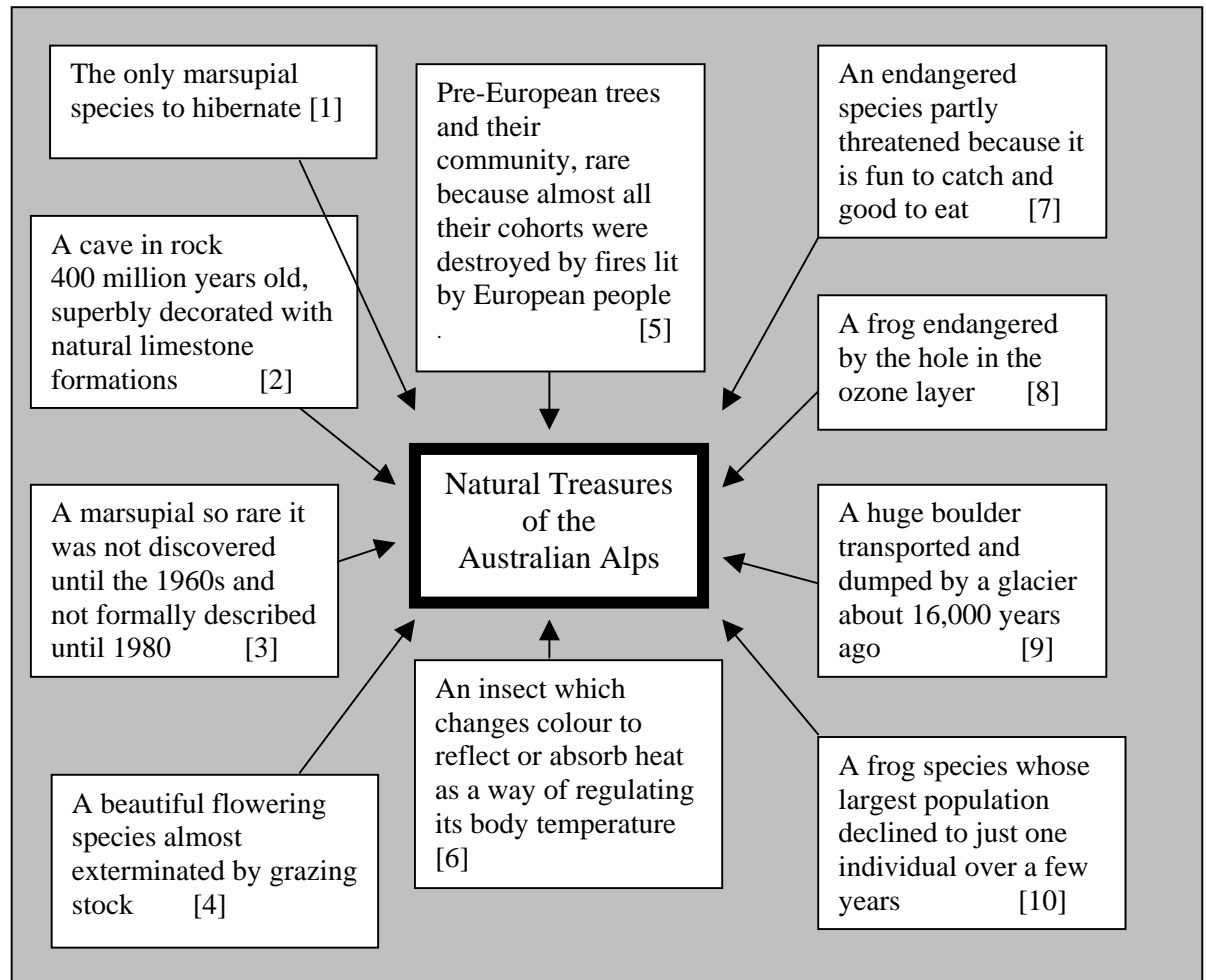 The only marsupial
species to hibernate [1]
A cave in rock
400 million years old,
superbly decorated with
natural limestone
formations [2]
A marsupial so rare it
was not discovered
until the 1960s and
not formally described
until 1980 [3]
A beautiful flowering
species almost
exterminated by grazing
stock [4]
Pre-European trees
and their
community, rare
because almost all
their cohorts were
destroyed by fires lit
by European people
. [5]
Natural Treasures
of the
Australian Alps
An insect which
changes colour to
reflect or absorb heat
as a way of regulating
its body temperature
[6]
An endangered
species partly
threatened because it
is fun to catch and
good to eat [7]
A frog endangered
by the hole in the
ozone layer [8]
A huge boulder
transported and
dumped by a glacier
about 16,000 years
ago [9]
A frog species whose
largest population
declined to just one
individual over a few
years [10]